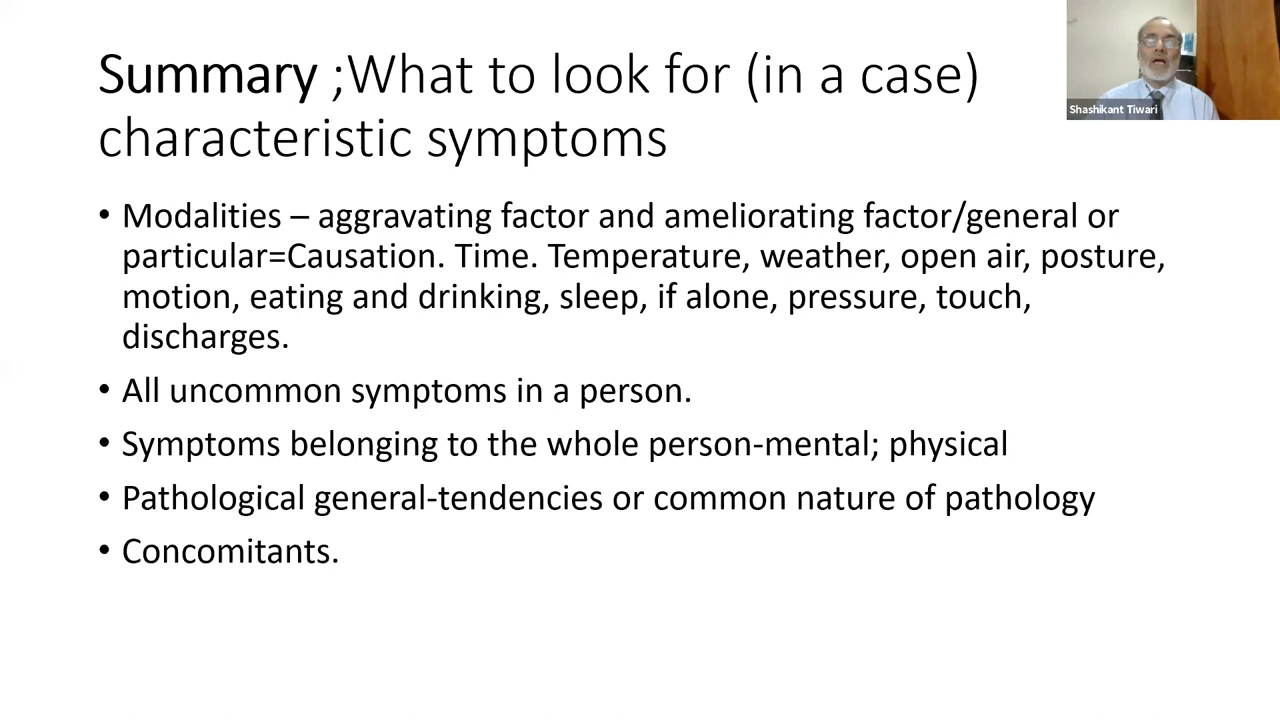 Summary ;What to look for (in a case)
characteristic symptoms
Shashikant Tiwari
• Modalities – aggravating factor and ameliorating factor/general or
particular=Causation. Time. Temperature, weather, open air, posture,
motion, eating and drinking, sleep, if alone, pressure, touch,
discharges.
• All uncommon symptoms in a person.
• Symptoms belonging to the whole person-mental; physical
• Pathological general-tendencies or common nature of pathology
• Concomitants.